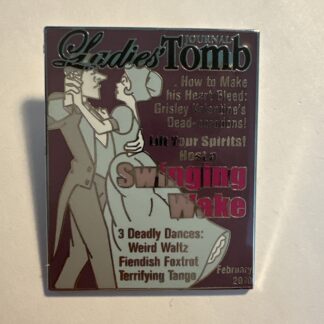 JOURNAL
Ladies' Tomb
. How to Make
his Heart Bleed:
Grisley Valentine's
Dead-corations!
Lift Your Spirits!
Host a
Swinging
Wake
3 Deadly Dances:
Weird Waltz
Fiendish Foxtrot
Terrifying Tango
February